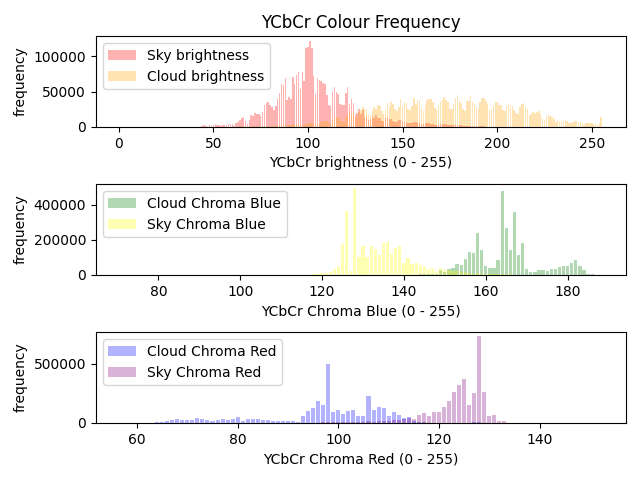 YCbCr Colour Frequency
frequency
Sky brightness
Cloud brightness
100000
50000
0
0 50 100 150 200 250
YCbCr brightness (0 - 255)
frequency
Cloud Chroma Blue
Sky Chroma Blue
400000
200000
0
80 100 120 140 160 180
YCbCr Chroma Blue (0 - 255)
frequency
Cloud Chroma Red
Sky Chroma Red
500000
0
60 80 100 120 140
YCbCr Chroma Red (0 - 255)